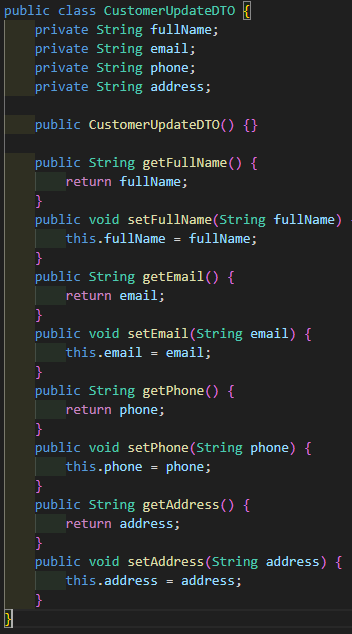 public class CustomerUpdateDTO {
    private String fullName;
    private String email;
    private String phone;
    private String address;

    public CustomerUpdateDTO() {}

    public String getFullName() {
        return fullName;
    }
    public void setFullName(String fullName) {
        this.fullName = fullName;
    }
    public String getEmail() {
        return email;
    }
    public void setEmail(String email) {
        this.email = email;
    }
    public String getPhone() {
        return phone;
    }
    public void setPhone(String phone) {
        this.phone = phone;
    }
    public String getAddress() {
        return address;
    }
    public void setAddress(String address) {
        this.address = address;
    }
}